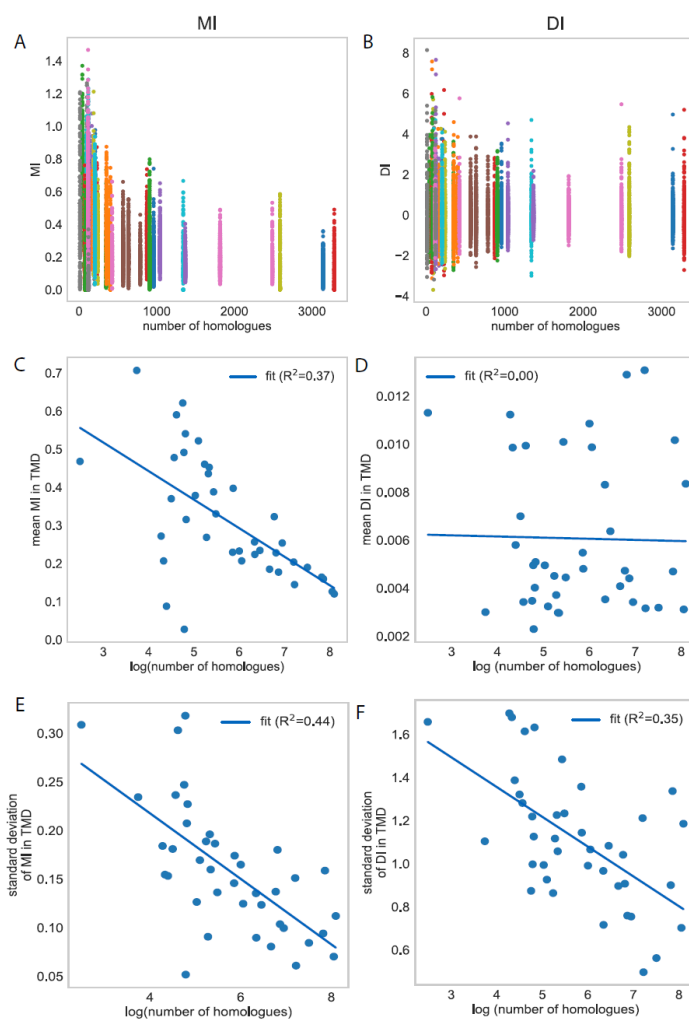 MI
DI
A
B
1.4
1.2
1.0
0.8
0.6
0.4
0.2
0.0
MI
0
1000
2000
3000
number of homologues
8
6
4
2
0
−2
−4
DI
0
1000
2000
3000
number of homologues
C
D
0.7
0.6
0.5
0.4
0.3
0.2
0.1
0.0
mean MI in TMD
fit (R²=0.37)
3
4
5
6
7
8
log(number of homologues)
0.012
0.010
0.008
0.006
0.004
0.002
mean DI in TMD
fit (R²=0.00)
3
4
5
6
7
8
log (number of homologues)
E
F
0.30
0.25
0.20
0.15
0.10
0.05
standard deviation
of MI in TMD
fit (R²=0.44)
4
5
6
7
8
log(number of homologues)
1.6
1.4
1.2
1.0
0.8
0.6
standard deviation
of DI in TMD
fit (R²=0.35)
3
4
5
6
7
8
log (number of homologues)